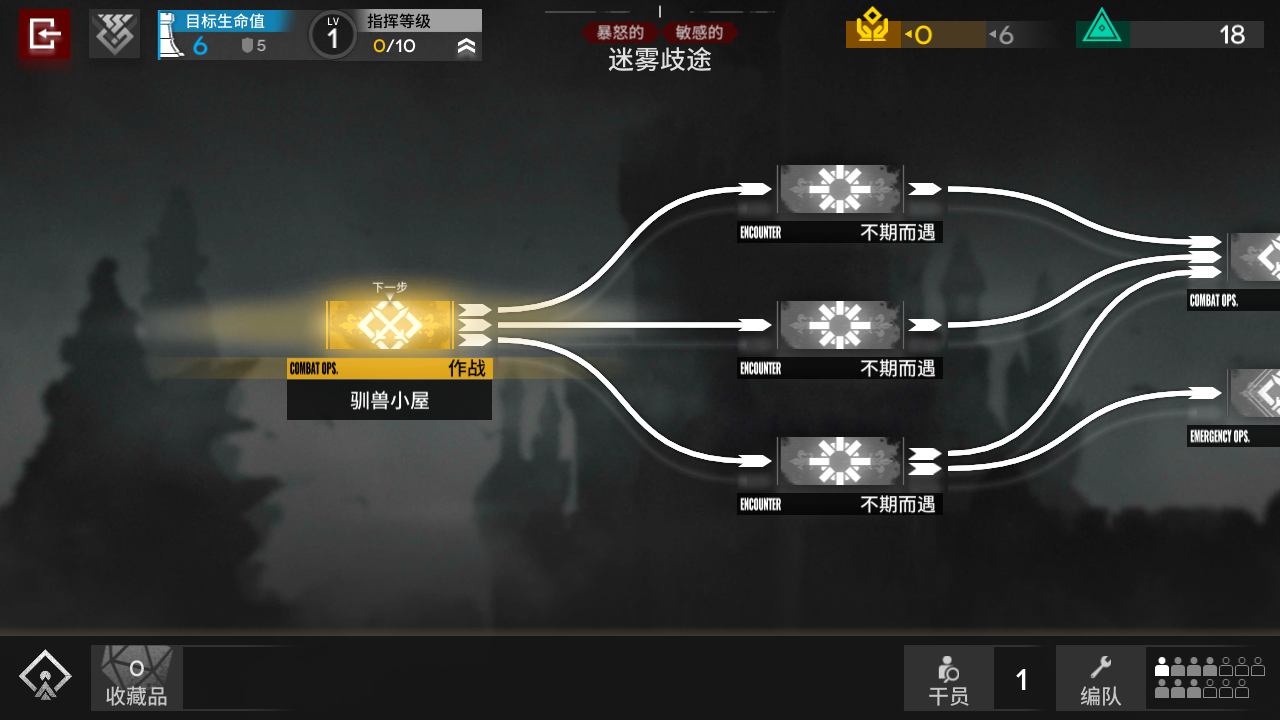 目标生命值
6 5
LV
1
指挥等级
0/10
暴怒的 敏感的
迷雾歧途
0 6
18
下一步
COMBAT OPS. 作战
驯兽小屋
ENCOUNTER 不期而遇
ENCOUNTER 不期而遇
ENCOUNTER 不期而遇
COMBAT OPS.
EMERGENCY OPS.
0
收藏品
干员
1
编队